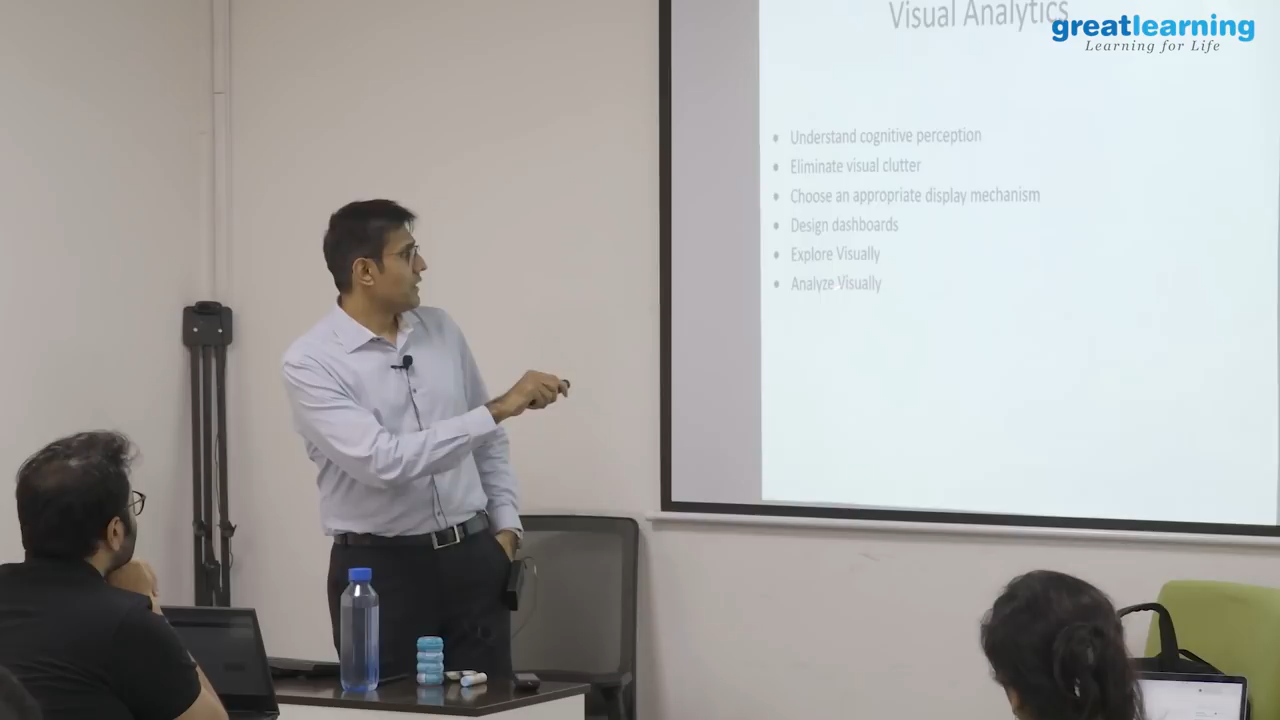 Visual Analytics
greatlearning
Learning for Life
• Understand cognitive perception
• Eliminate visual clutter
• Choose an appropriate display mechanism
• Design dashboards
• Explore Visually
• Analyze Visually